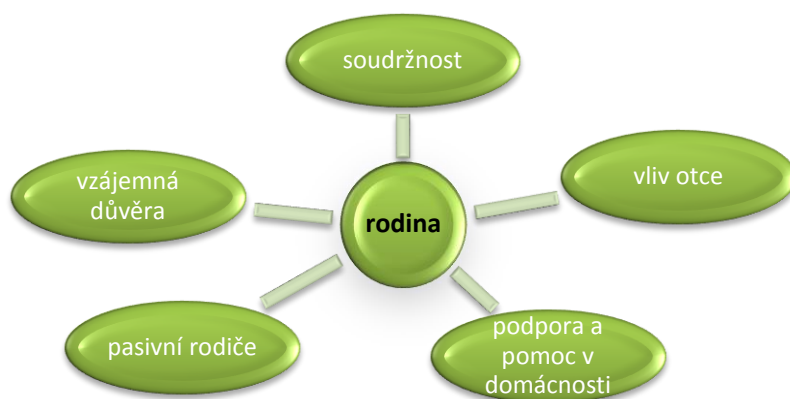 soudržnost
vzájemná
důvěra
vliv otce
rodina
pasivní rodiče
podpora a
pomoc v
domácnosti